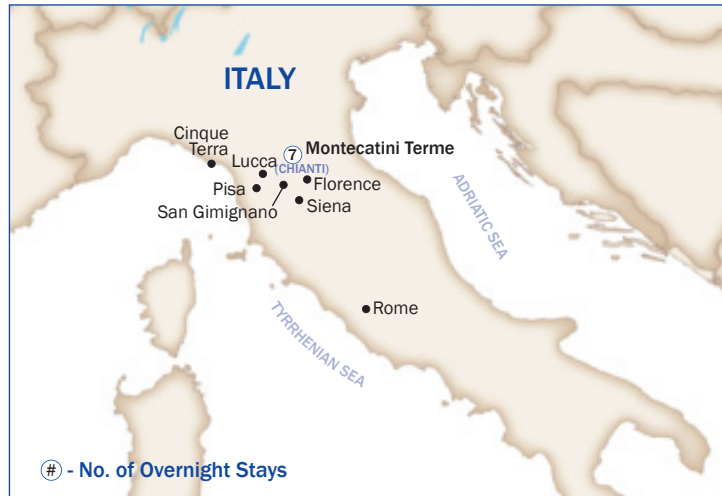 ITALY
Cinque
Terra
7 Montecatini Terme
Lucca
(CHIANTI)
Pisa
Florence
San Gimignano
Siena
ADRIATIC SEA
Rome
TYRRHENIAN SEA
# - No. of Overnight Stays